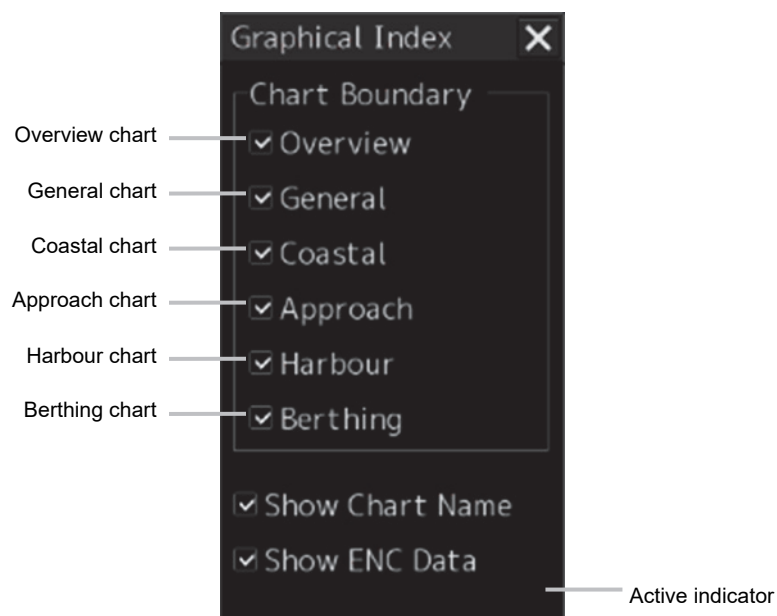 Graphical Index
Chart Boundary
Overview chart
Overview
General chart
General
Coastal chart
Coastal
Approach chart
Approach
Harbour chart
Harbour
Berthing chart
Berthing
Show Chart Name
Show ENC Data
Active indicator